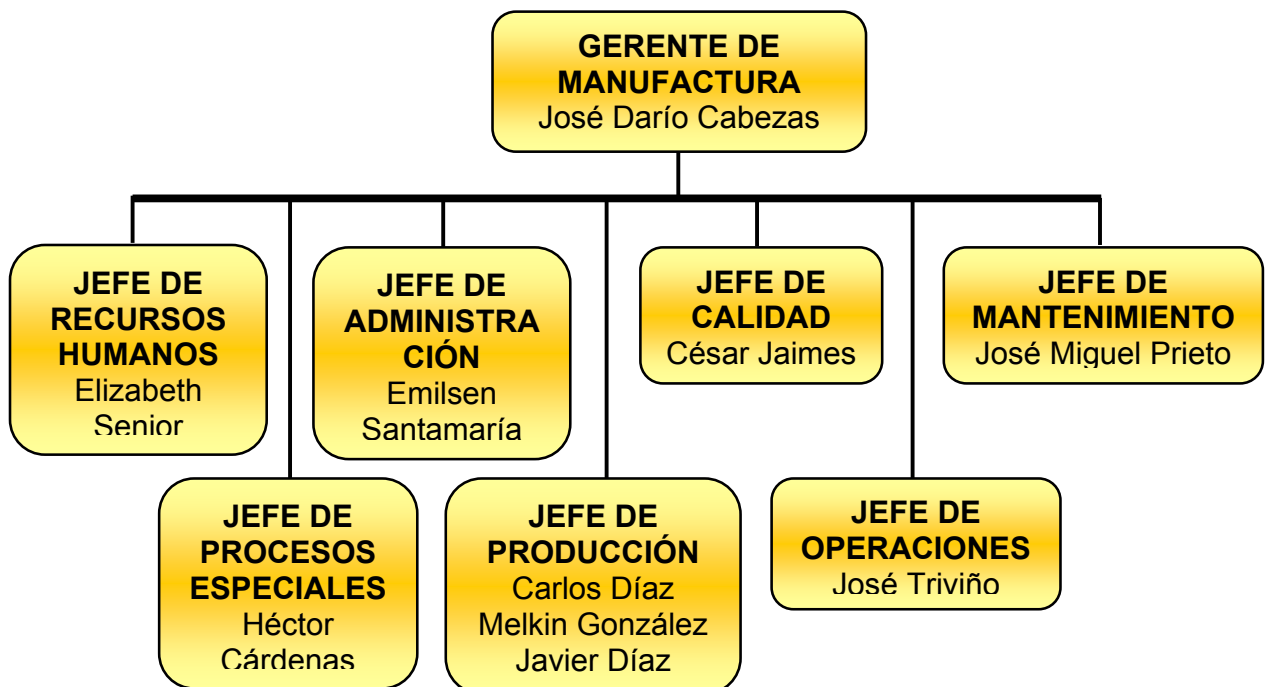 GERENTE DE
MANUFACTURA
José Darío Cabezas
JEFE DE
RECURSOS
HUMANOS
Elizabeth
Senior
JEFE DE
ADMINISTRA
CIÓN
Emilsen
Santamaría
JEFE DE
CALIDAD
César Jaimes
JEFE DE
MANTENIMIENTO
José Miguel Prieto
JEFE DE
PROCESOS
ESPECIALES
Héctor
Cárdenas
JEFE DE
PRODUCCIÓN
Carlos Díaz
Melkin González
Javier Díaz
JEFE DE
OPERACIONES
José Triviño